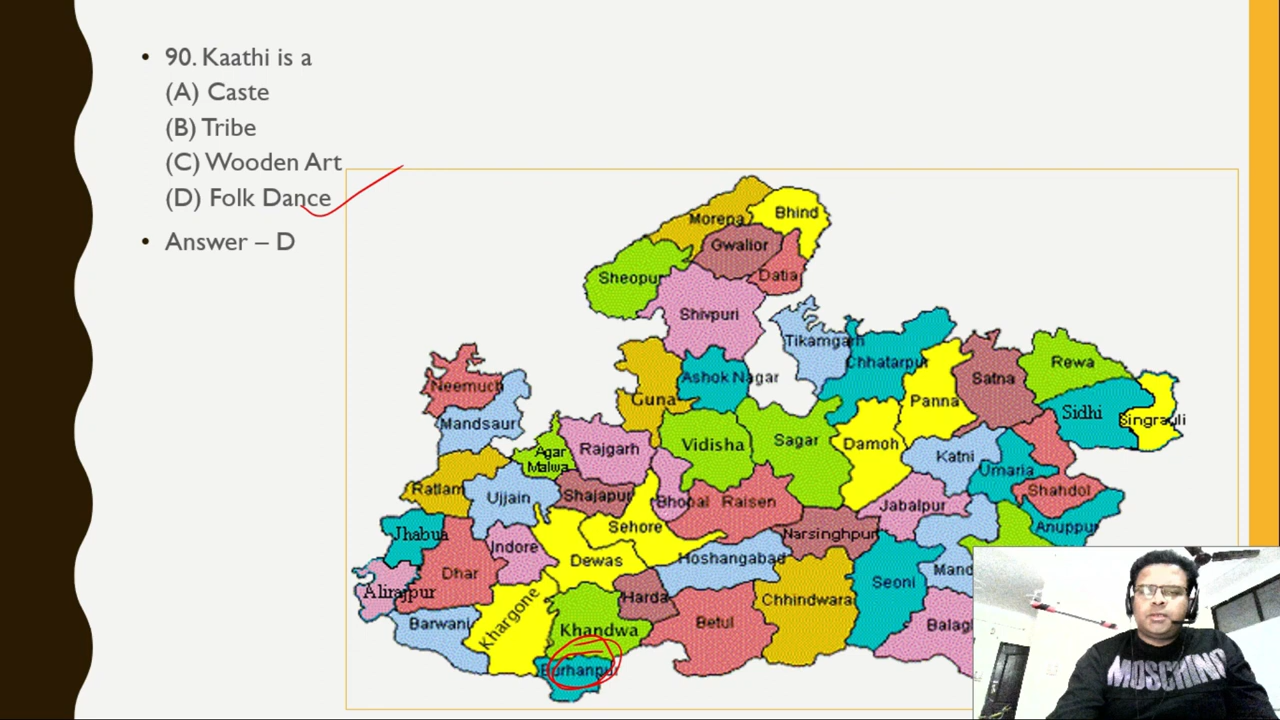 • 90. Kaathi is a
(A) Caste
(B) Tribe
(C) Wooden Art
(D) Folk Dance
• Answer – D
Morena
Bhind
Gwalior
Sheopur
Datia
Shivpuri
Tikamgarh
Chhatarpur
Neemuch
Ashok Nagar
Satna
Rewa
Guna
Panna
Sidhi
Singrauli
Mandsaur
Rajgarh
Vidisha
Sagar
Damoh
Agar
Malwa
Katni
Umaria
Ratlam
Ujjain
Shajapur
Bhopal
Raisen
Jabalpur
Shahdol
Jhabua
Sehore
Narsinghpur
Anuppur
Indore
Dewas
Hoshangabad
Dhar
Mand
Alirajpur
Harda
Chhindwara
Seoni
Barwani
Khargone
Khandwa
Betul
Balagh
Burhanpur
MOSCHINO